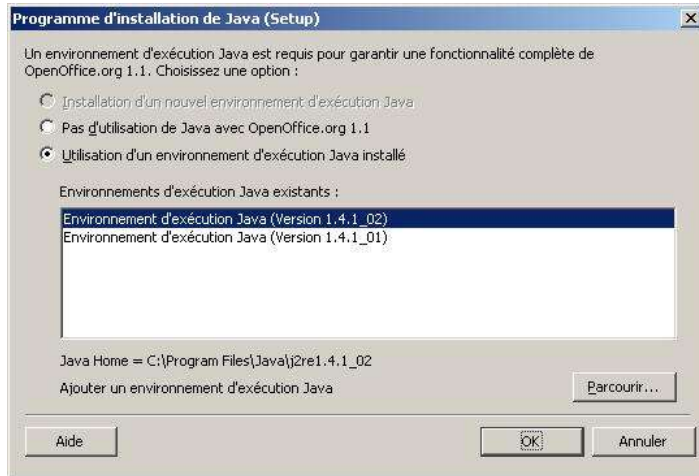 Programme d'installation de Java (Setup)
Un environnement d'exécution Java est requis pour garantir une fonctionnalité complète de
OpenOffice.org 1.1. Choisissez une option :
Installation d'un nouvel environnement d'exécution Java
Pas d'utilisation de Java avec OpenOffice.org 1.1
Utilisation d'un environnement d'exécution Java installé
Environnements d'exécution Java existants :
Environnement d'exécution Java (Version 1.4.1_02)
Environnement d'exécution Java (Version 1.4.1_01)
Java Home = C:\Program Files\Java\j2re1.4.1_02
Ajouter un environnement d'exécution Java
Parcourir...
Aide
OK
Annuler